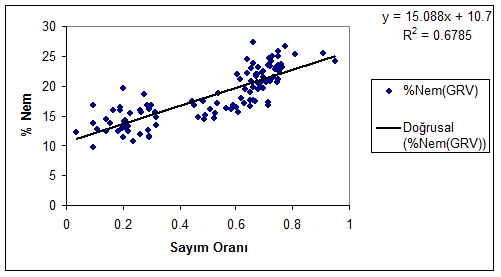 y = 15.088x + 10.7
R² = 0.6785
30
25
20
15
10
5
0
% Nem
0
0.2
0.4
0.6
0.8
1
Sayım Oranı
%Nem(GRV)
Doğrusal
(%Nem(GRV))